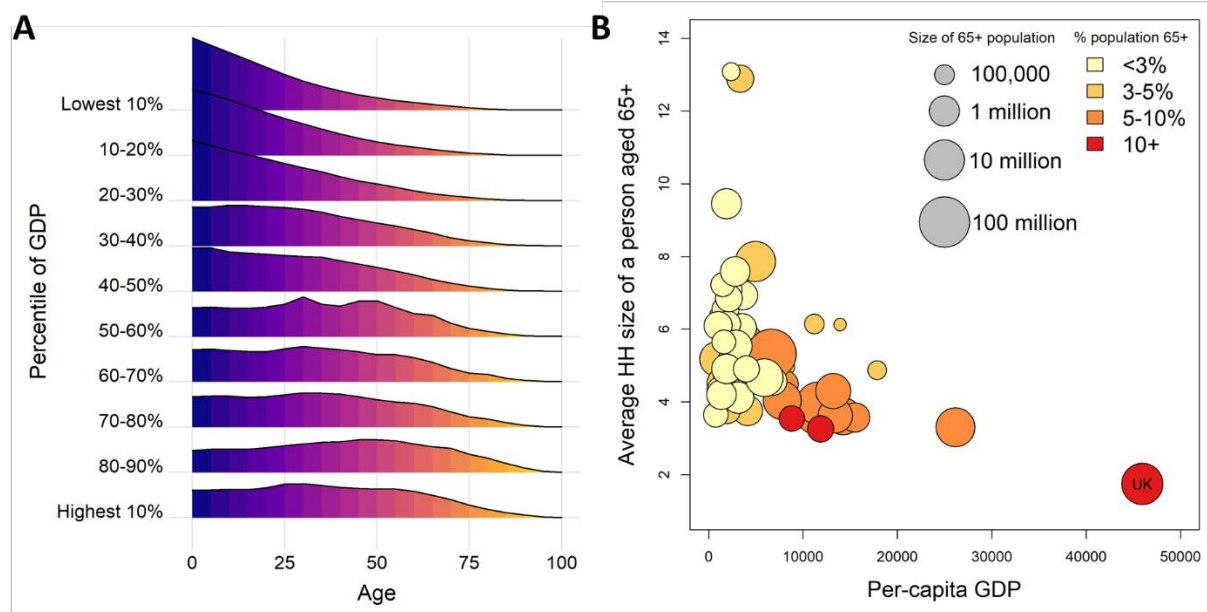 A
Percentile of GDP
Lowest 10%
10-20%
20-30%
30-40%
40-50%
50-60%
60-70%
70-80%
80-90%
Highest 10%
0 25 50 75 100
Age
B
Average HH size of a person aged 65+
14
12
10
8
6
4
2
Size of 65+ population
100,000
1 million
10 million
100 million
% population 65+
<3%
3-5%
5-10%
10+
UK
0 10000 20000 30000 40000 50000
Per-capita GDP